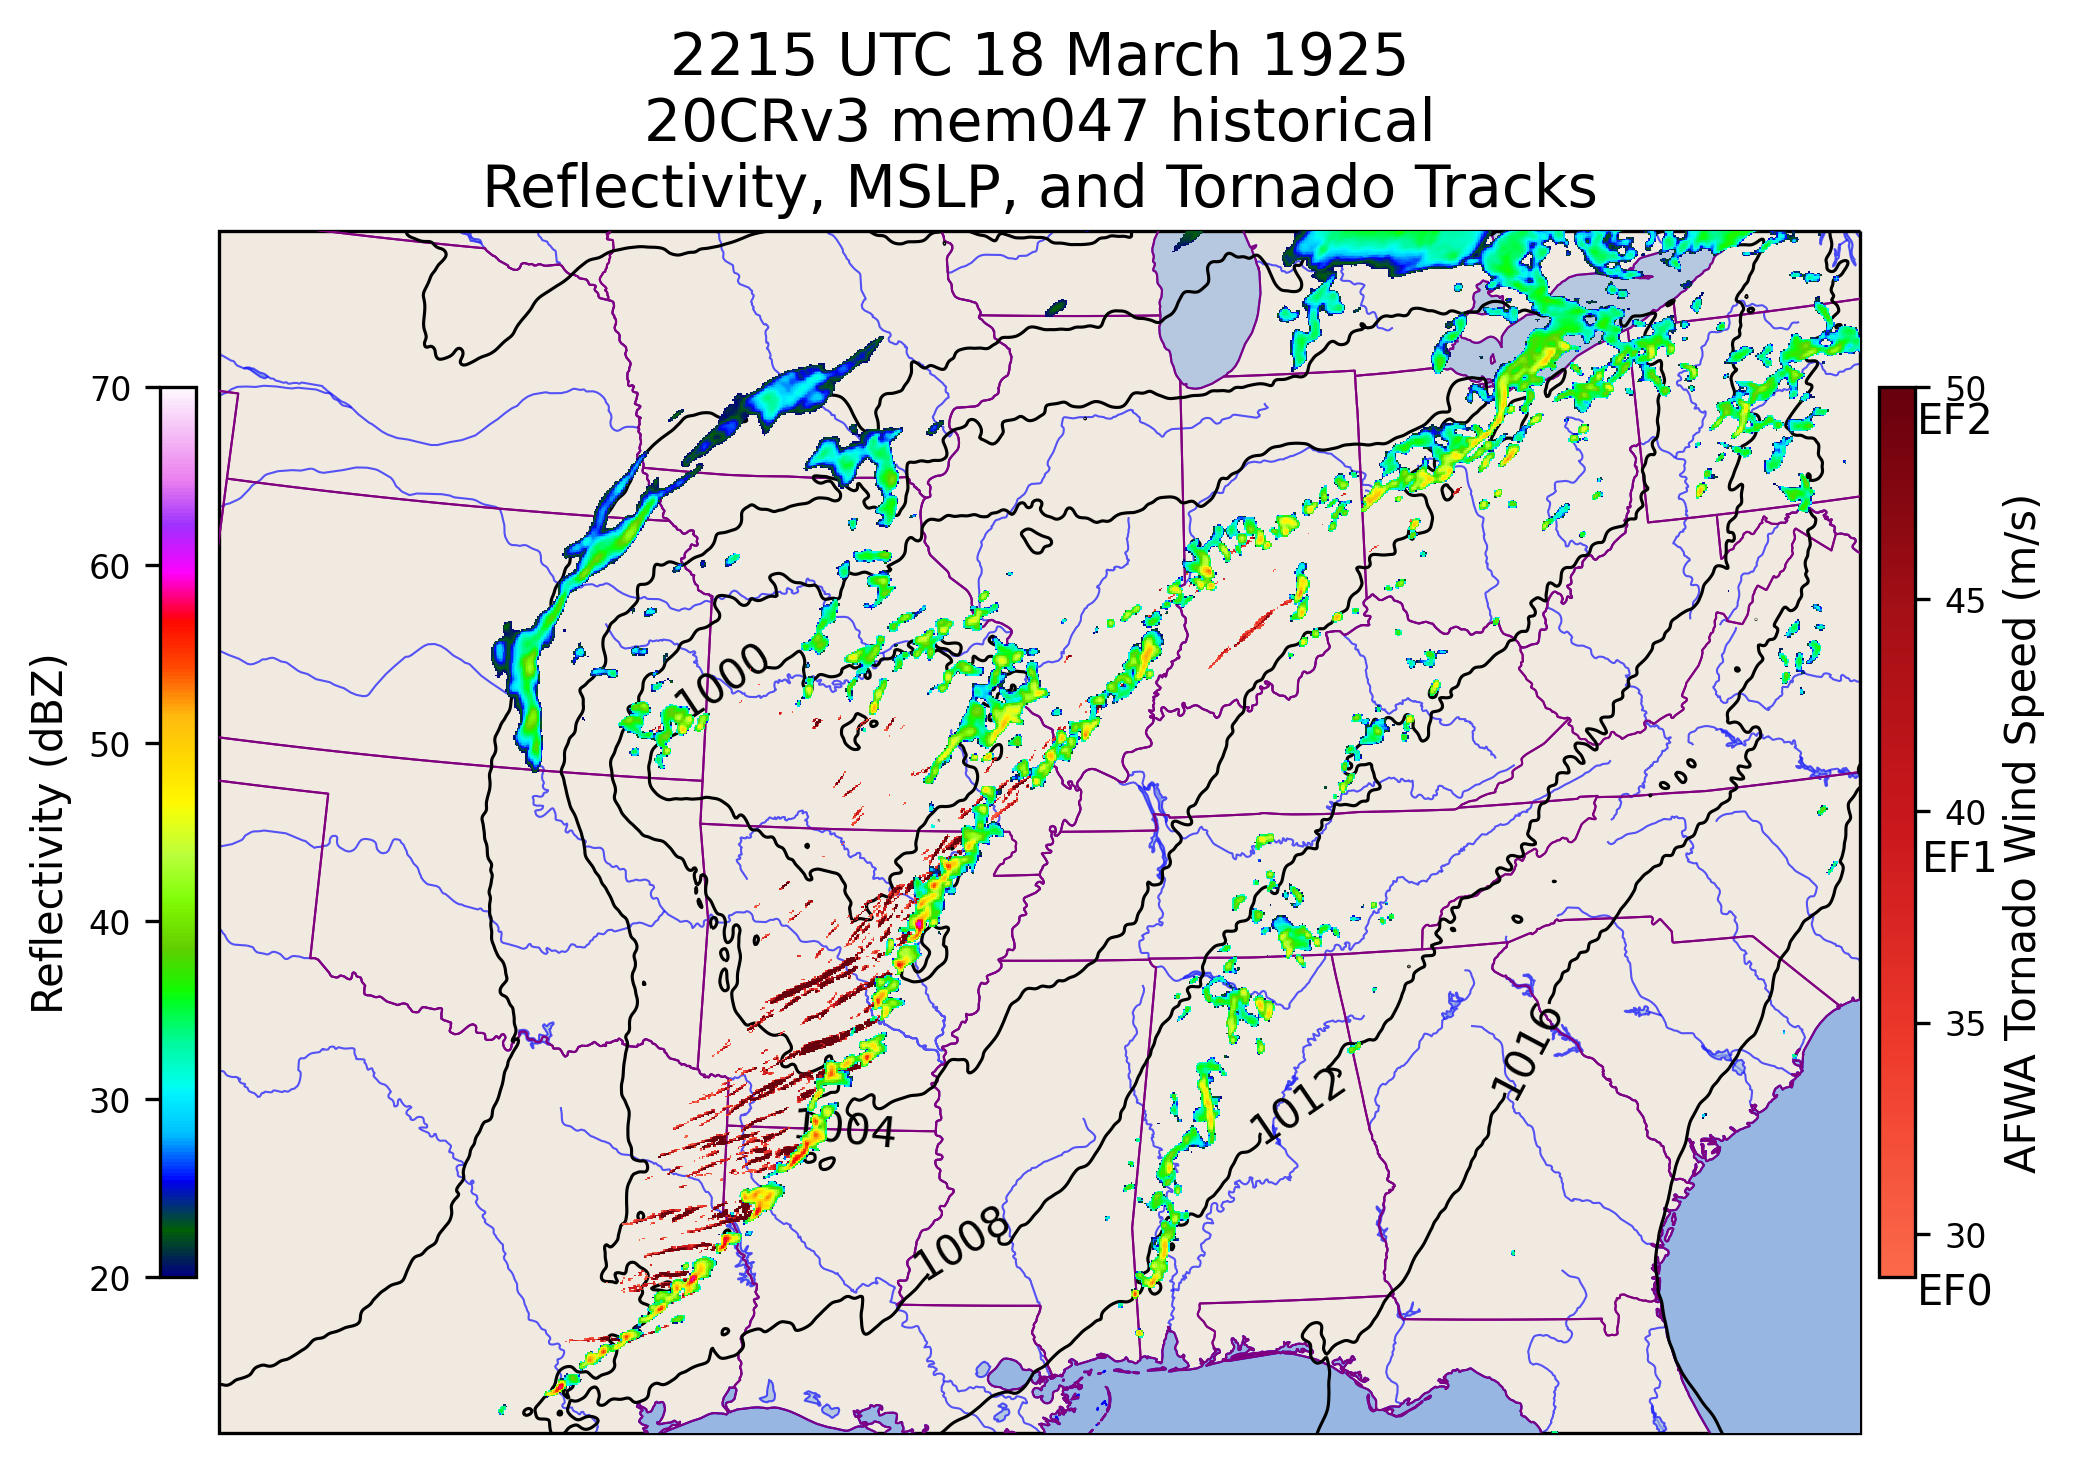 2215 UTC 18 March 1925
20CRv3 mem047 historical
Reflectivity, MSLP, and Tornado Tracks
70
60
50
40
30
20
Reflectivity (dBZ)
1000
1004
1008
1012
1016
50
EF2
45
40
EF1
35
30
EF0
AFWA Tornado Wind Speed (m/s)